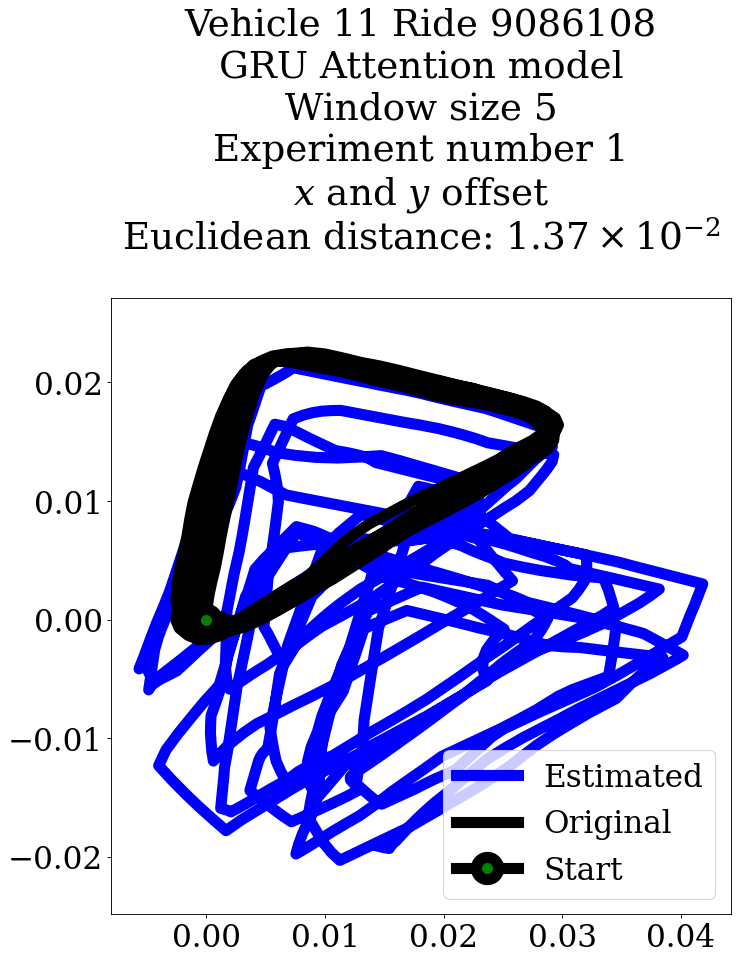 Vehicle 11 Ride 9086108
GRU Attention model
Window size 5
Experiment number 1
x and y offset
Euclidean distance: 1.37 × 10⁻²
0.02
0.01
0.00
−0.01
−0.02
Estimated
Original
Start
0.00 0.01 0.02 0.03 0.04